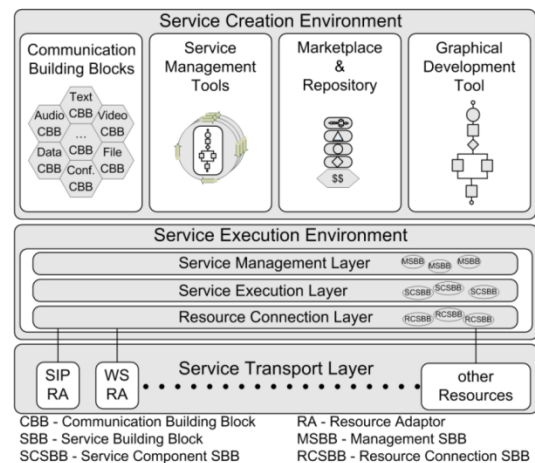 Service Creation Environment
Communication
Building Blocks
Text
CBB
Audio
CBB
Video
CBB
...
CBB
Data
CBB
File
CBB
Conf.
CBB
Service
Management
Tools
Marketplace
&
Repository
$$
Graphical
Development
Tool
Service Execution Environment
Service Management Layer
MSBB
MSBB
MSBB
Service Execution Layer
SCSBB
SCSBB
SCSBB
Resource Connection Layer
RCSBB
RCSBB
RCSBB
Service Transport Layer
SIP
RA
WS
RA
other
Resources
CBB - Communication Building Block
SBB - Service Building Block
SCSBB - Service Component SBB
RA - Resource Adaptor
MSBB - Management SBB
RCSBB - Resource Connection SBB